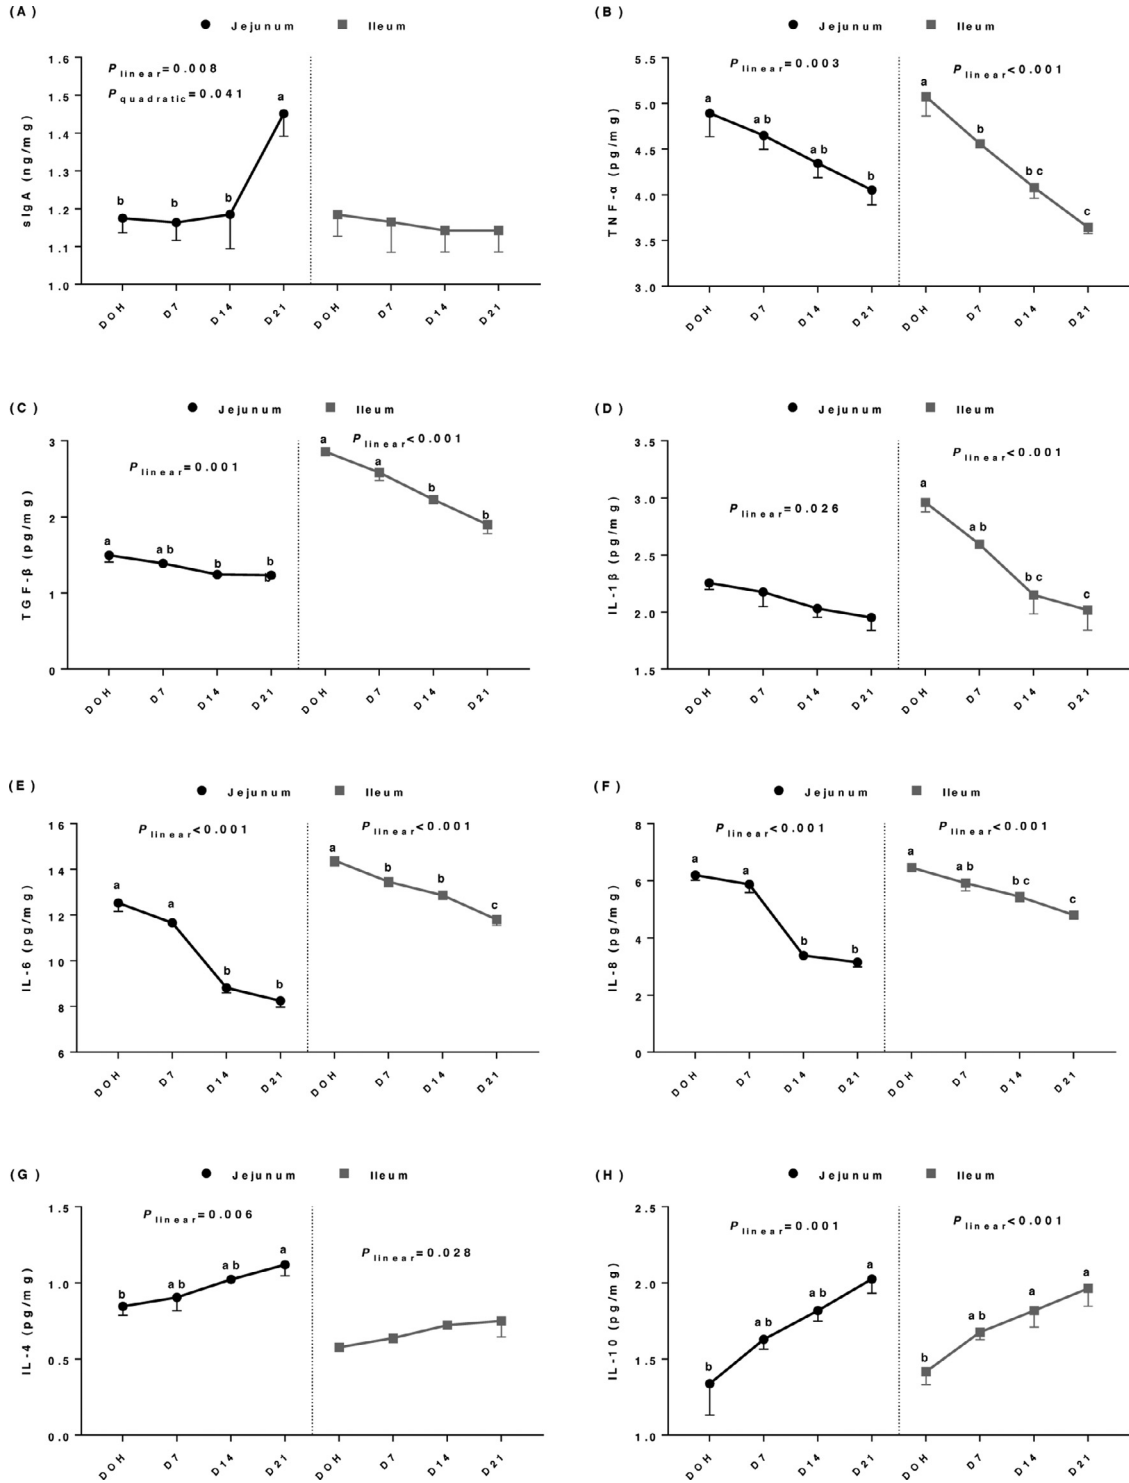 (A)
Jejunum Ileum
P linear=0.008
P quadratic=0.041
sIgA (ng/mg)
1.6
1.5
1.4
1.3
1.2
1.1
1.0
b b b a
DOH D7 D14 D21 DOH D7 D14 D21
(B)
Jejunum Ileum
P linear=0.003 P linear<0.001
TNF-α (pg/mg)
5.5
5.0
4.5
4.0
3.5
3.0
a ab ab b a b bc c
DOH D7 D14 D21 DOH D7 D14 D21
(C)
Jejunum Ileum
P linear=0.001 P linear<0.001
TGF-β (pg/mg)
3
2
1
0
a ab b b b a a b b
DOH D7 D14 D21 DOH D7 D14 D21
(D)
Jejunum Ileum
P linear=0.026 P linear<0.001
IL-1β (pg/mg)
3.5
3.0
2.5
2.0
1.5
a ab bc c
DOH D7 D14 D21 DOH D7 D14 D21
(E)
Jejunum Ileum
P linear<0.001 P linear<0.001
IL-6 (pg/mg)
16
14
12
10
8
6
a a b b a b b c
DOH D7 D14 D21 DOH D7 D14 D21
(F)
Jejunum Ileum
P linear<0.001 P linear<0.001
IL-8 (pg/mg)
8
6
4
2
0
a a b b a ab bc c
DOH D7 D14 D21 DOH D7 D14 D21
(G)
Jejunum Ileum
P linear=0.006 P linear=0.028
IL-4 (pg/mg)
1.5
1.0
0.5
0.0
b ab ab a
DOH D7 D14 D21 DOH D7 D14 D21
(H)
Jejunum Ileum
P linear=0.001 P linear<0.001
IL-10 (pg/mg)
2.5
2.0
1.5
1.0
b ab ab a b ab a a
DOH D7 D14 D21 DOH D7 D14 D21